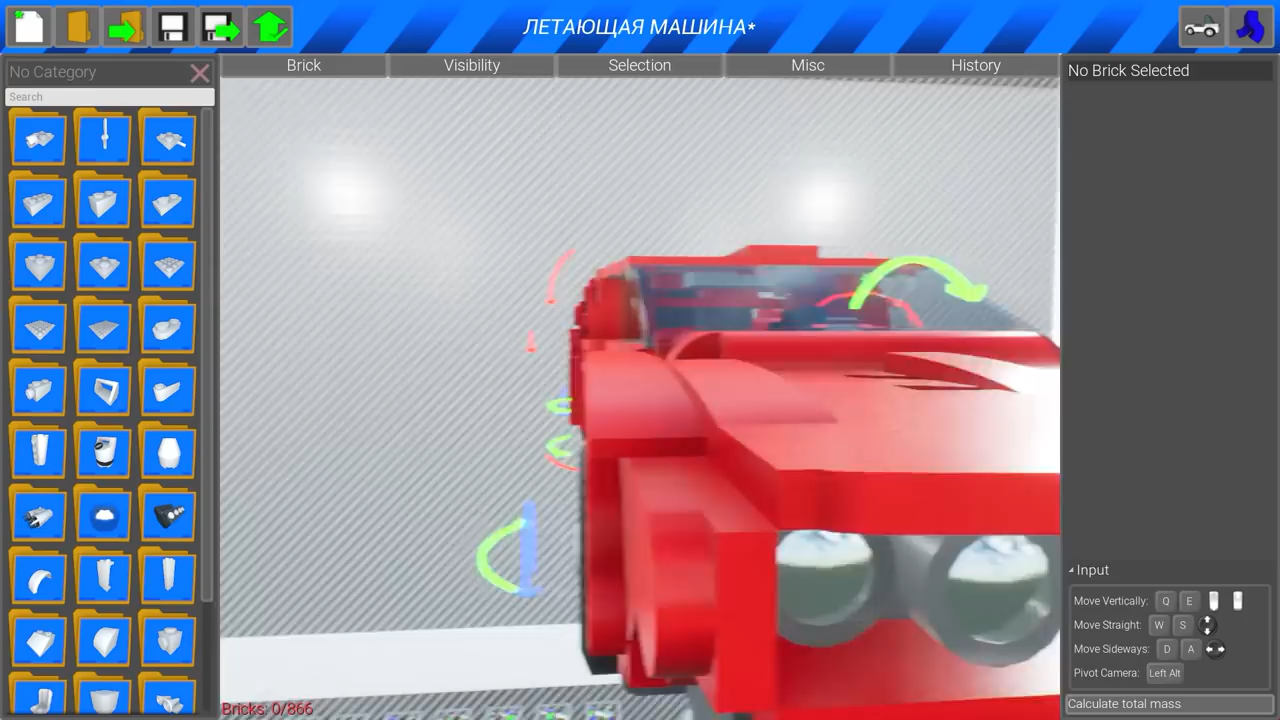 ЛЕТАЮЩАЯ МАШИНА*
No Category
Search
Brick
Visibility
Selection
Misc
History
No Brick Selected
Input
Move Vertically: Q E
Move Straight: W S
Move Sideways: D A
Pivot Camera: Left Alt
Calculate total mass
Bricks: 0/866